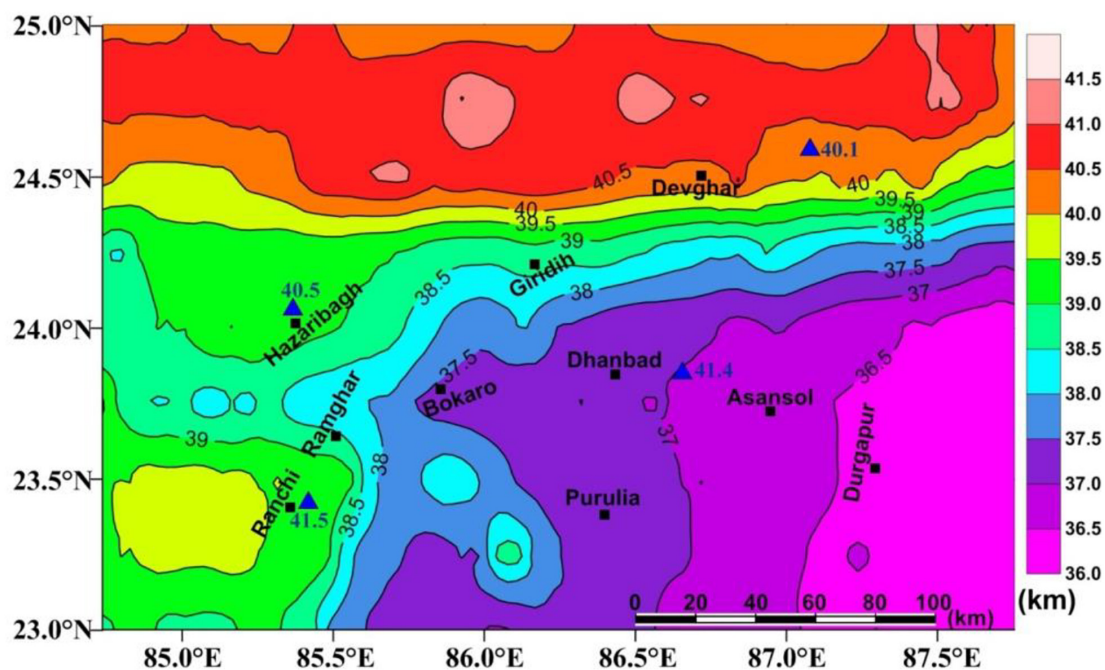 25.0°N
24.5°N
24.0°N
23.5°N
23.0°N
40.5
Devghar
40.1
40
39.5
39
38.5
38
37.5
37
40
39.5
39
38.5
38
Giridih
40.5
Hazaribagh
37.5
Bokaro
Dhanbad
41.4
Asansol
36.5
Ramghar
39
37
Durgapur
38
38.5
Ranchi
41.5
Purulia
0 20 40 60 80 100
(km)
85.0°E 85.5°E 86.0°E 86.5°E 87.0°E 87.5°E
41.5
41.0
40.5
40.0
39.5
39.0
38.5
38.0
37.5
37.0
36.5
36.0
(km)